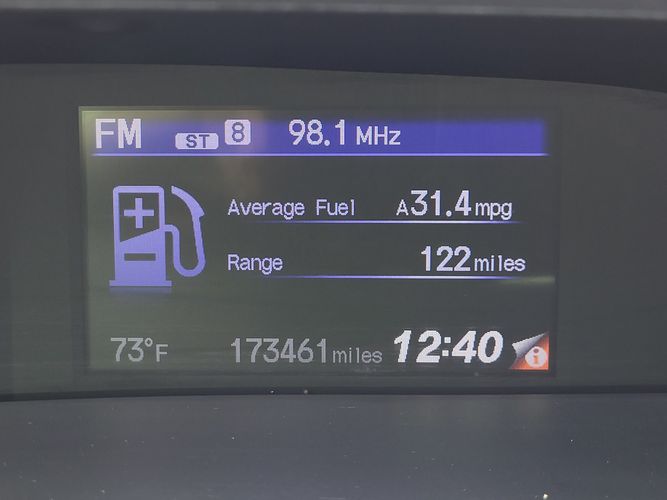 FM ST 8 98.1 MHz
Average Fuel A31.4mpg
Range 122miles
73°F 173461miles 12:40 i